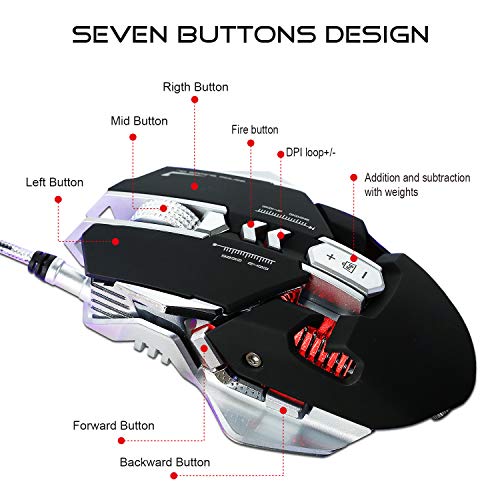 SEVEN BUTTONS DESIGN
Rigth Button
Mid Button
Fire button
DPI loop+/-
Left Button
Addition and subtraction
with weights
+
-
Forward Button
Backward Button